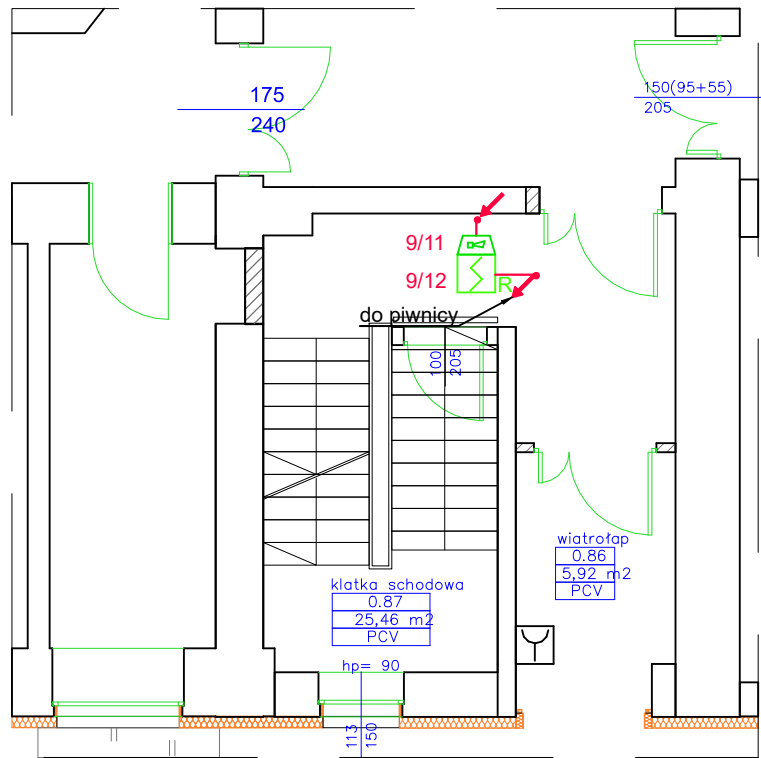 175
240
150(95+55)
205
9/11
9/12
R
do piwnicy
100
205
wiatrołap
0.86
5,92 m2
PCV
klatka schodowa
0.87
25,46 m2
PCV
hp= 90
113
150